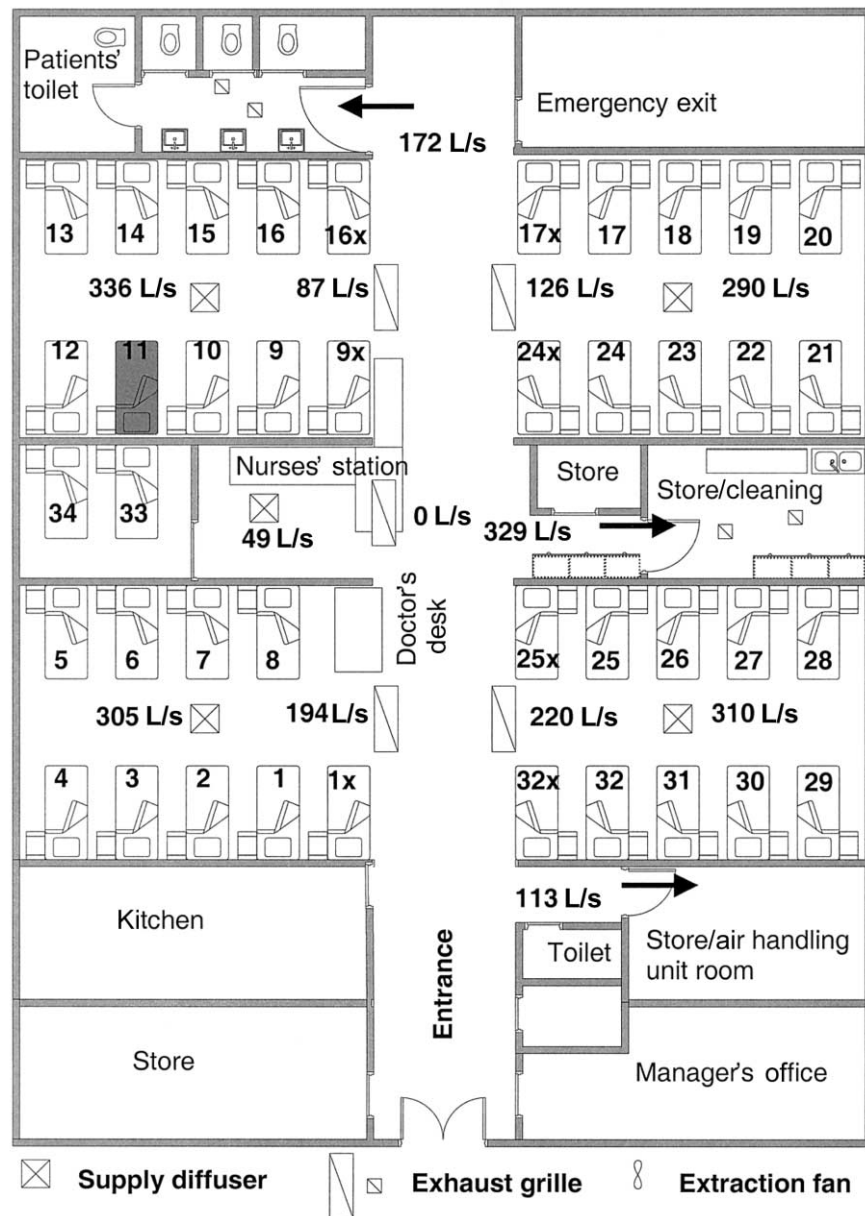 Patients'
toilet
Emergency exit
172 L/s
13 14 15 16 16x 17x 17 18 19 20
336 L/s 87 L/s 126 L/s 290 L/s
12 11 10 9 9x 24x 24 23 22 21
Nurses' station Store
Store/cleaning
34 33 0 L/s
49 L/s 329 L/s
Doctor's
desk
5 6 7 8 25x 25 26 27 28
305 L/s 194 L/s 220 L/s 310 L/s
4 3 2 1 1x 32x 32 31 30 29
113 L/s
Kitchen
Toilet Store/air handling
unit room
Entrance
Store
Manager's office
Supply diffuser Exhaust grille Extraction fan